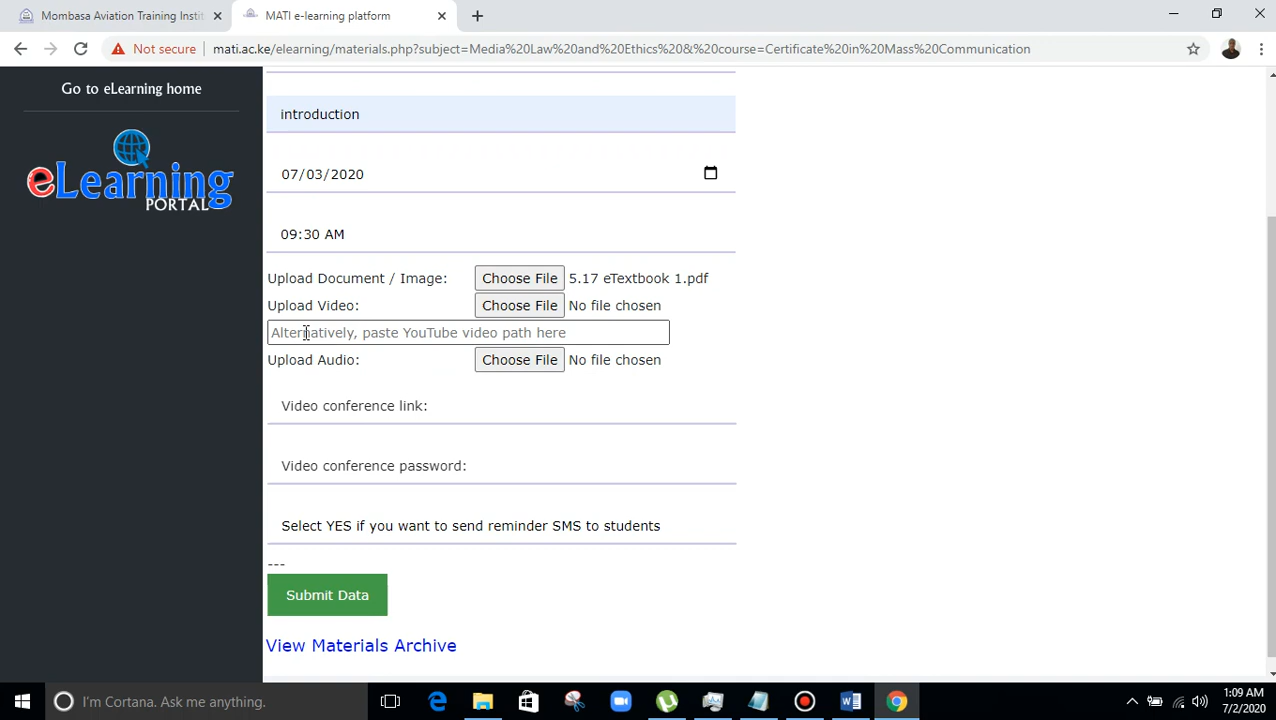 Mombasa Aviation Training Instit
MATI e-learning platform
Not secure
mati.ac.ke/elearning/materials.php?subject=Media%20Law%20and%20Ethics%20&%20course=Certificate%20in%20Mass%20Communication
Go to eLearning home
eLearning
PORTAL
introduction
07/03/2020
09:30 AM
Upload Document / Image: Choose File 5.17 eTextbook 1.pdf
Upload Video: Choose File No file chosen
Alternatively, paste YouTube video path here
Upload Audio: Choose File No file chosen
Video conference link:
Video conference password:
Select YES if you want to send reminder SMS to students
---
Submit Data
View Materials Archive
I'm Cortana. Ask me anything.
1:09 AM
7/2/2020